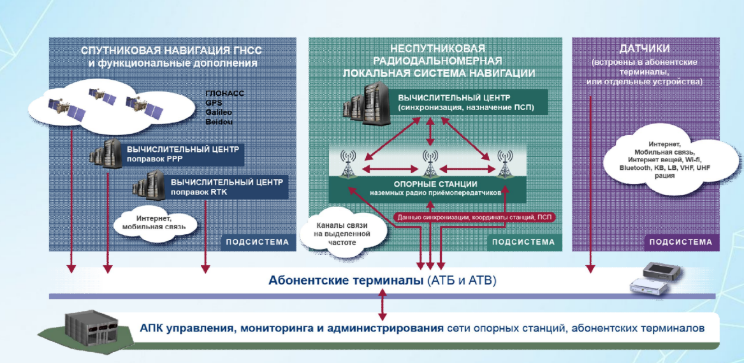 СПУТНИКОВАЯ НАВИГАЦИЯ ГНСС
и функциональные дополнения
ГЛОНАСС
GPS
Galileo
Beidou
ВЫЧИСЛИТЕЛЬНЫЙ ЦЕНТР
поправок PPP
ВЫЧИСЛИТЕЛЬНЫЙ ЦЕНТР
поправок RTK
Интернет,
мобильная связь
ПОДСИСТЕМА
НЕСПУТНИКОВАЯ
РАДИОДАЛЬНОМЕРНАЯ
ЛОКАЛЬНАЯ СИСТЕМА НАВИГАЦИИ
ВЫЧИСЛИТЕЛЬНЫЙ ЦЕНТР
(синхронизация, назначение ПСП)
ОПОРНЫЕ СТАНЦИИ
наземных радио приёмопередатчиков
Данные синхронизации, координаты станций, ПСП
Каналы связи
на выделенной
частоте
ПОДСИСТЕМА
ДАТЧИКИ
(встроены в абонентские
терминалы,
или отдельные устройства)
Интернет,
Мобильная связь,
Интернет вещей, Wi-fi,
Bluetooth, КВ, LB, VHF, UHF
рация
ПОДСИСТЕМА
Абонентские терминалы (АТБ и АТВ)
АПК управления, мониторинга и администрирования сети опорных станций, абонентских терминалов